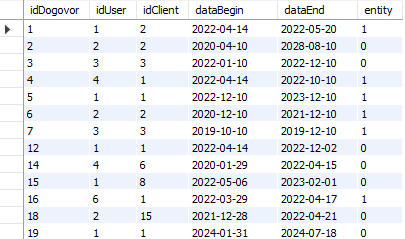 idDogovor idUser idClient dataBegin dataEnd entity
1 1 2 2022-04-14 2022-05-20 1
2 2 2 2020-04-10 2028-08-10 0
3 3 3 2022-01-10 2022-12-10 0
4 4 1 2022-04-14 2022-10-10 1
5 1 1 2022-12-10 2023-12-10 1
6 2 2 2020-12-10 2021-12-10 1
7 3 3 2019-10-10 2019-12-10 1
12 1 1 2022-04-14 2022-12-02 0
14 4 6 2020-01-29 2022-04-15 0
15 1 8 2022-05-06 2023-02-01 0
16 6 1 2022-03-29 2022-04-17 1
18 2 15 2021-12-28 2022-04-21 0
19 1 1 2024-01-31 2024-07-18 0